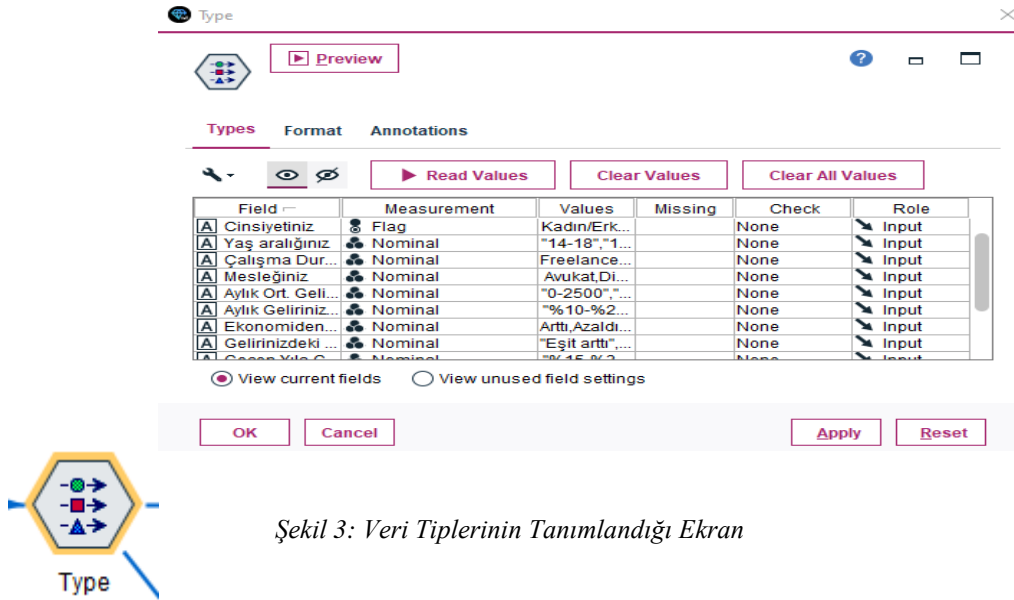 Type
Preview
Types Format Annotations
Read Values Clear Values Clear All Values
Field Measurement Values Missing Check Role
A Cinsiyetiniz Flag Kadın/Erk... None Input
A Yaş aralığınız Nominal "14-18","1... None Input
A Çalışma Dur... Nominal Freelance... None Input
A Mesleğiniz Nominal Avukat,Di... None Input
A Aylık Ort. Geli... Nominal "0-2500","... None Input
A Aylık Geliriniz... Nominal "%10-%2... None Input
A Ekonomiden... Nominal Arttı,Azaldı... None Input
A Gelirinizdeki ... Nominal "Eşit arttı",... None Input
View current fields View unused field settings
OK Cancel Apply Reset
Şekil 3: Veri Tiplerinin Tanımlandığı Ekran
Type